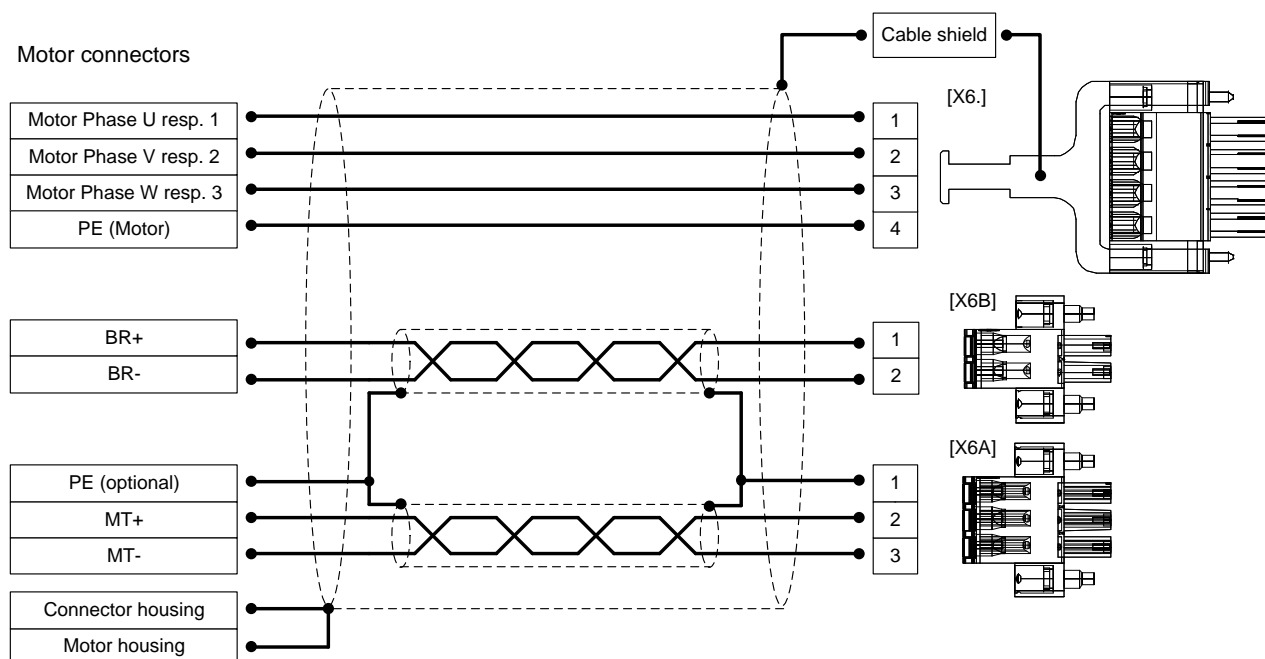 Cable shield
Motor connectors
[X6.]
Motor Phase U resp. 1
1
Motor Phase V resp. 2
2
Motor Phase W resp. 3
3
PE (Motor)
4
[X6B]
BR+
1
BR-
2
[X6A]
PE (optional)
1
MT+
2
MT-
3
Connector housing
Motor housing